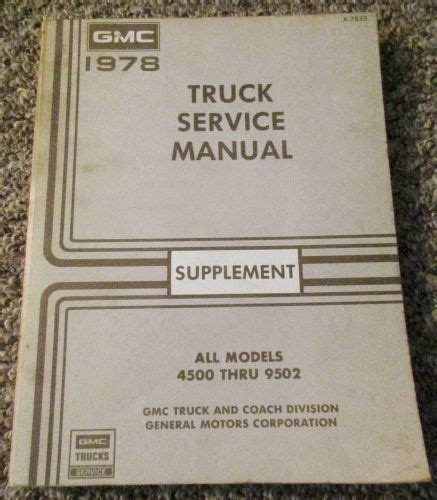 GMC
1978
X-7833
TRUCK
SERVICE
MANUAL
SUPPLEMENT
ALL MODELS
4500 THRU 9502
GMC TRUCK AND COACH DIVISION
GENERAL MOTORS CORPORATION
GMC
TRUCKS
SERVICE